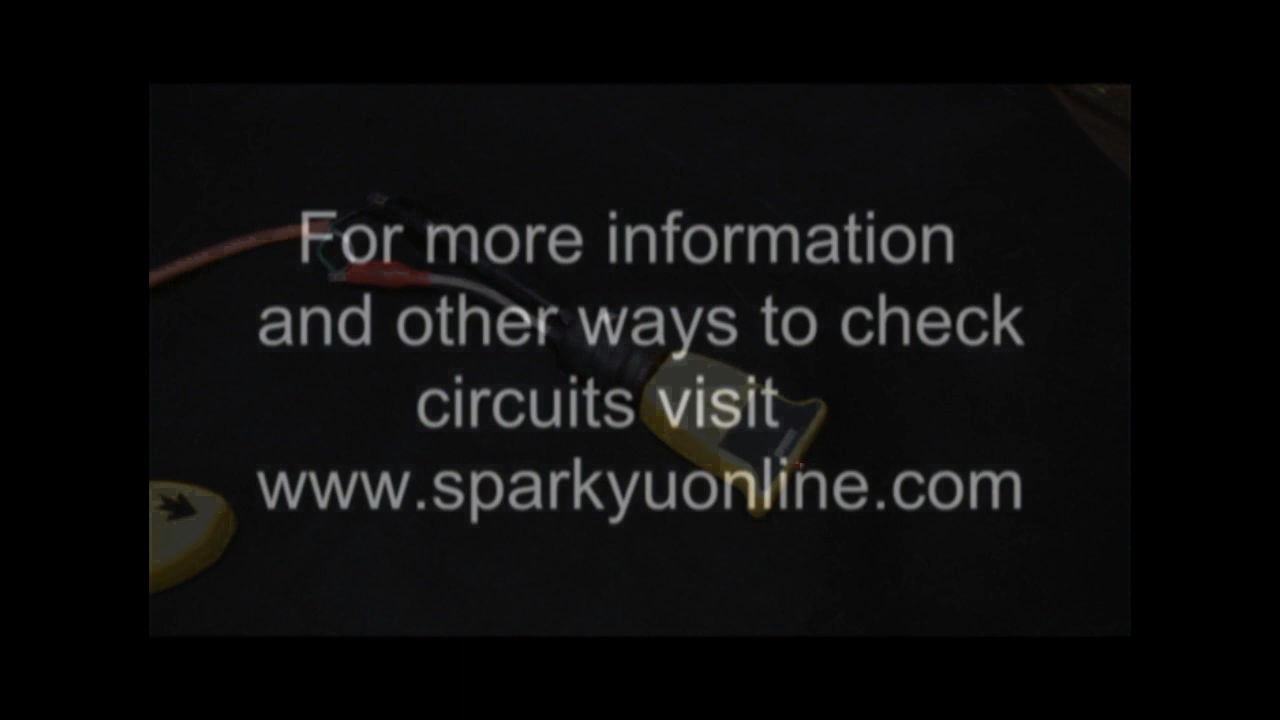 For more information
and other ways to check
circuits visit
www.sparkyuonline.com